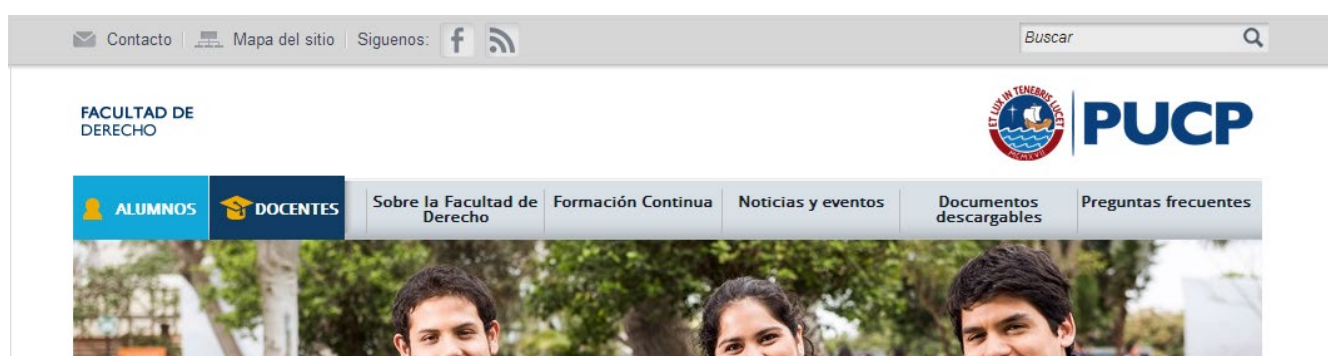 Contacto | Mapa del sitio | Siguenos:
Buscar
FACULTAD DE
DERECHO
ET LUX IN TENEBRIS LUCET
MCMXVII
PUCP
ALUMNOS
DOCENTES
Sobre la Facultad de
Derecho
Formación Continua
Noticias y eventos
Documentos
descargables
Preguntas frecuentes